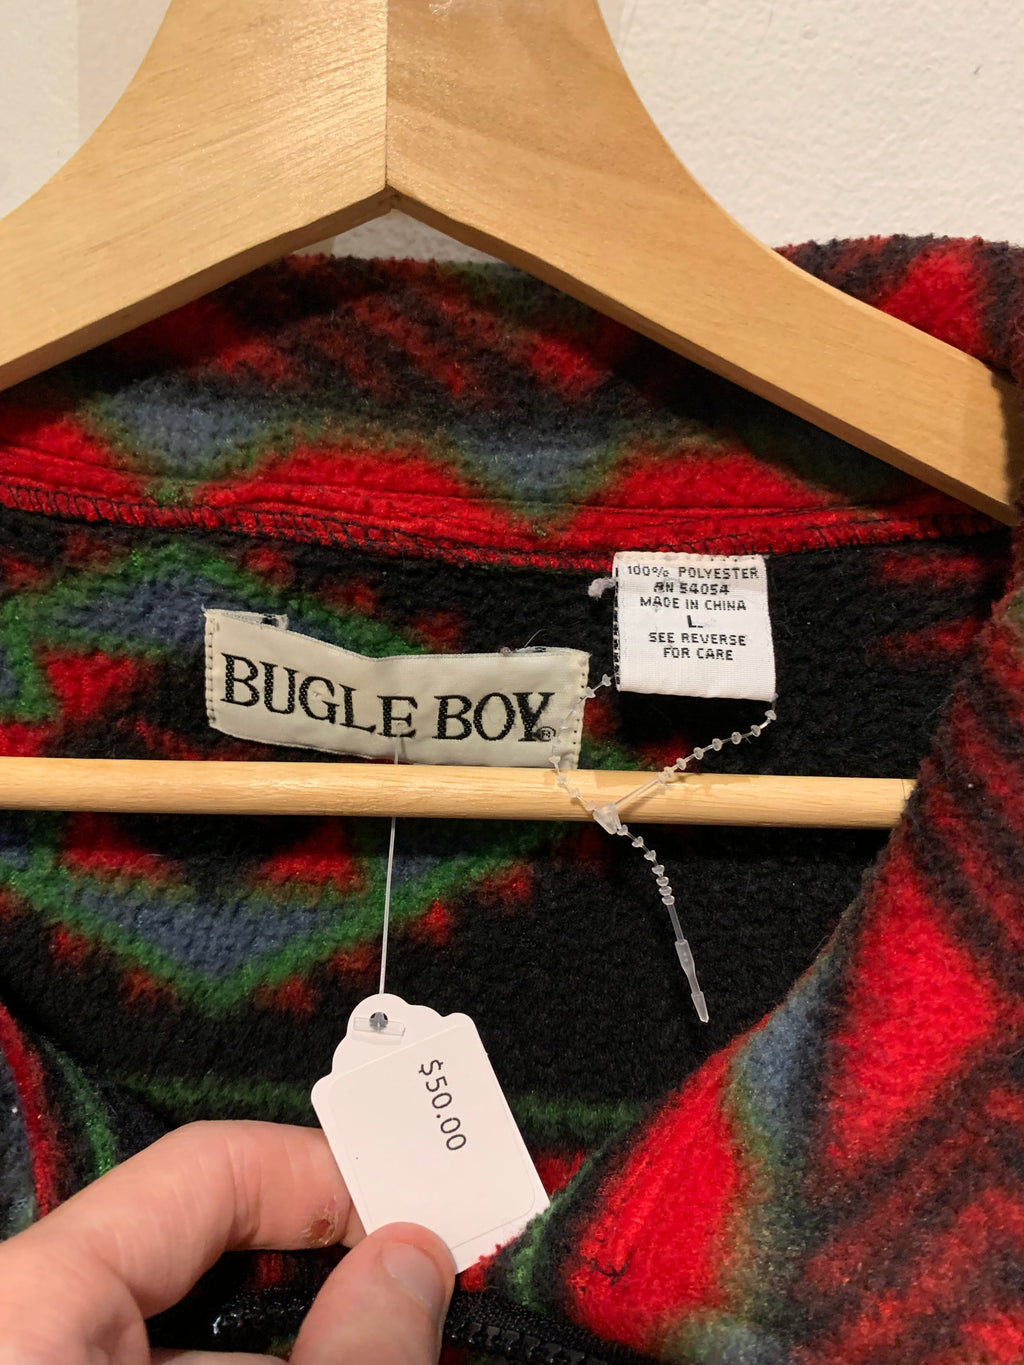 BUGLE BOY®
100% POLYESTER
RN 54054
MADE IN CHINA
L
SEE REVERSE
FOR CARE
$50.00